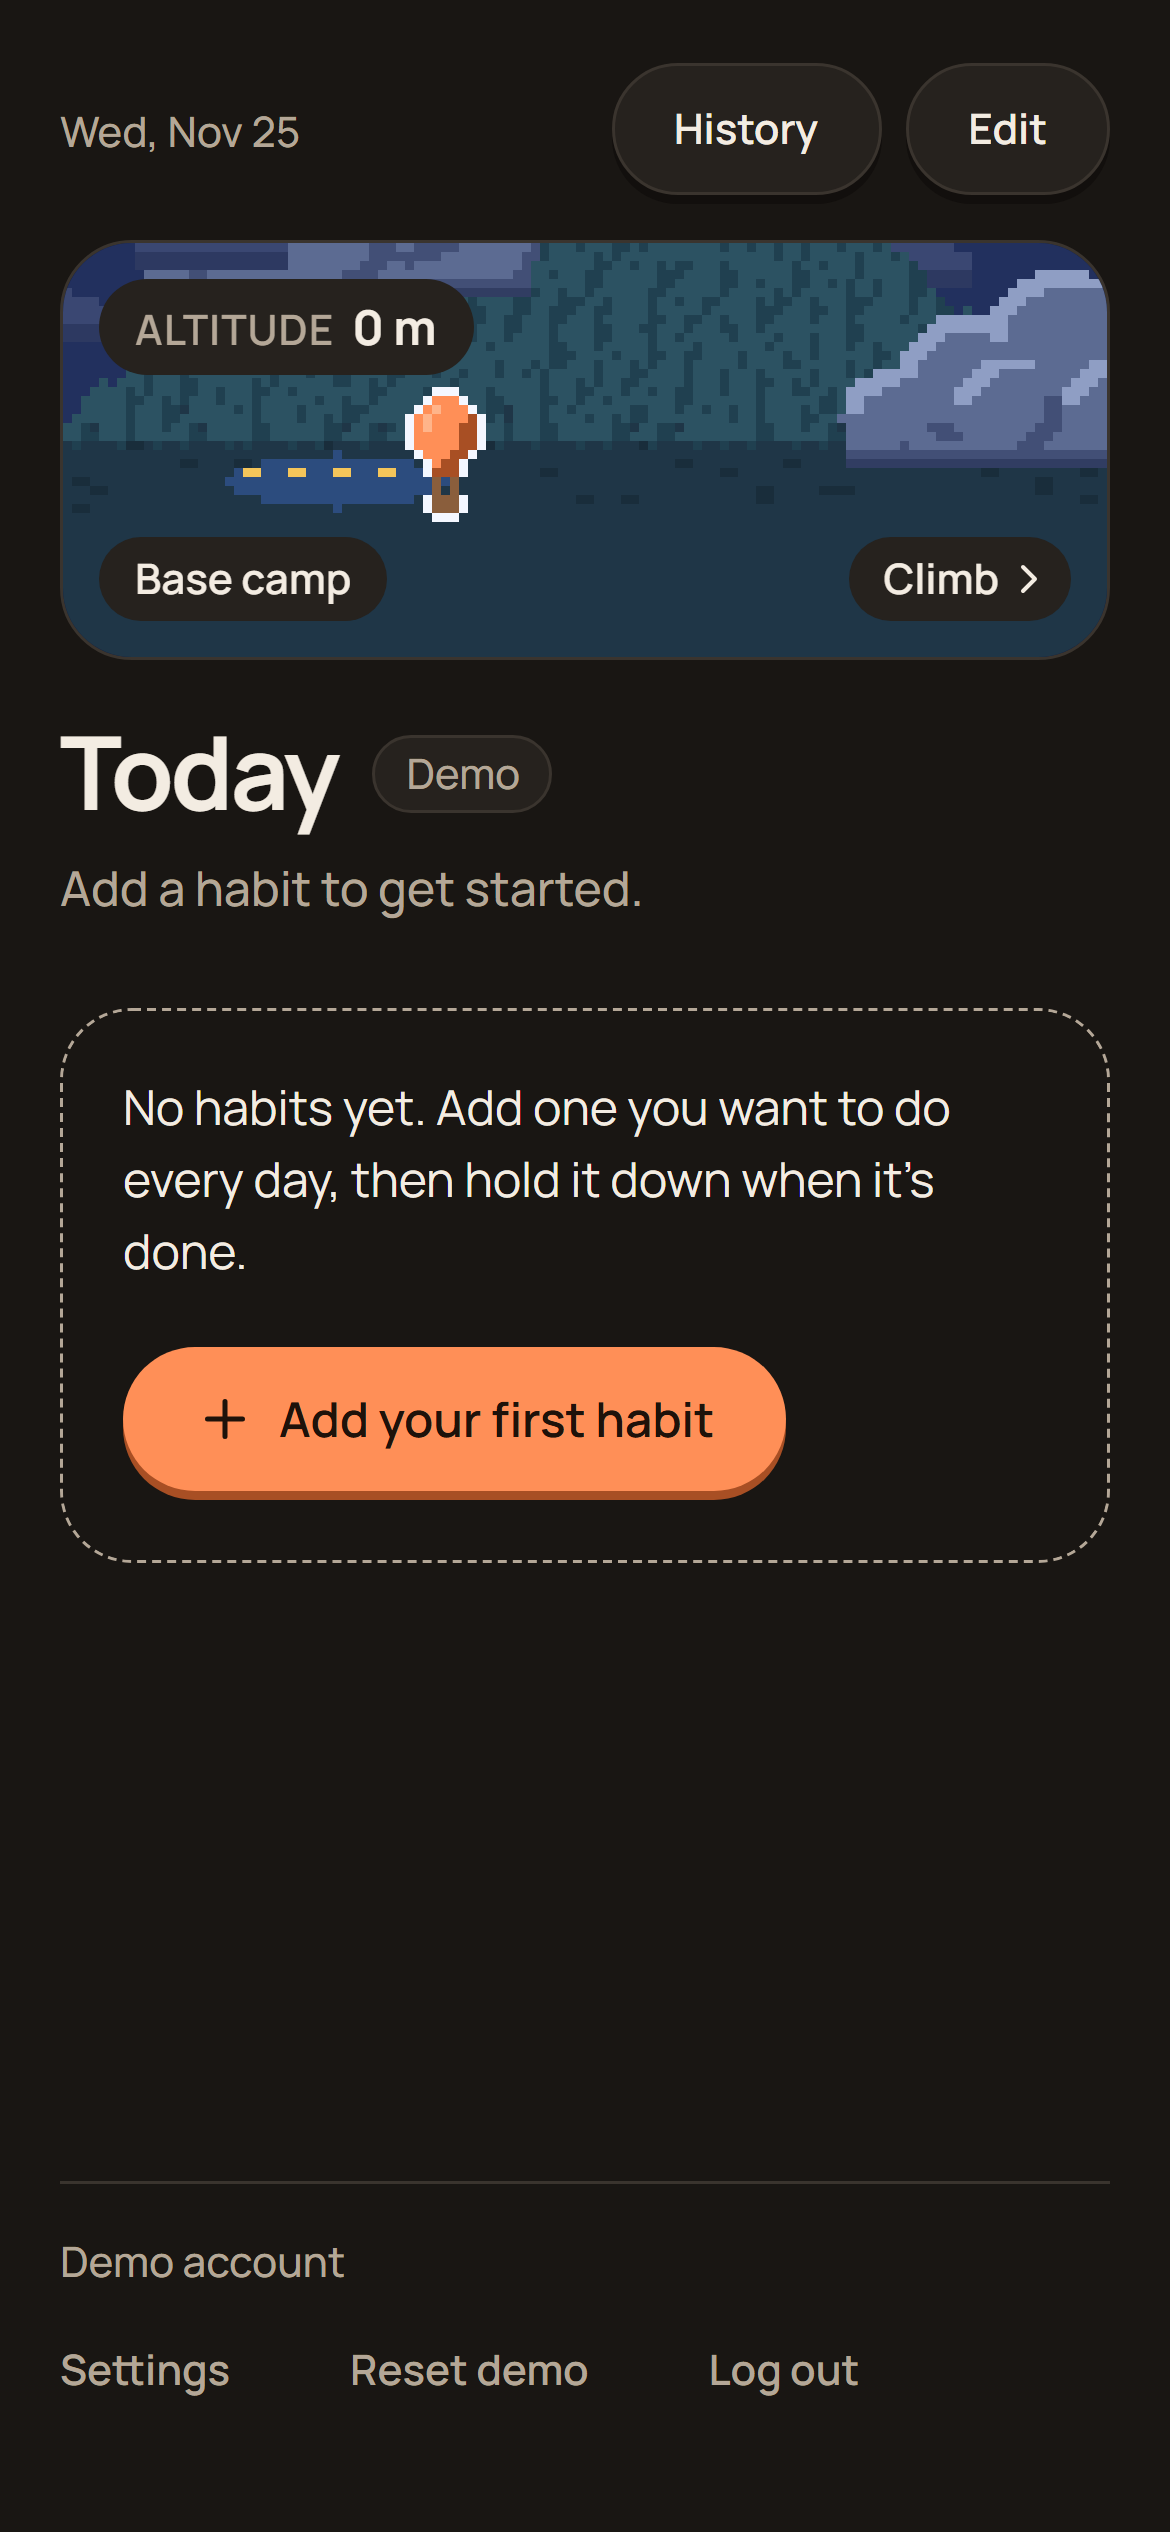 Wed, Nov 25
History
Edit
ALTITUDE 0 m
Base camp
Climb
Today
Demo
Add a habit to get started.
No habits yet. Add one you want to do
every day, then hold it down when it’s
done.
Add your first habit
Demo account
Settings
Reset demo
Log out